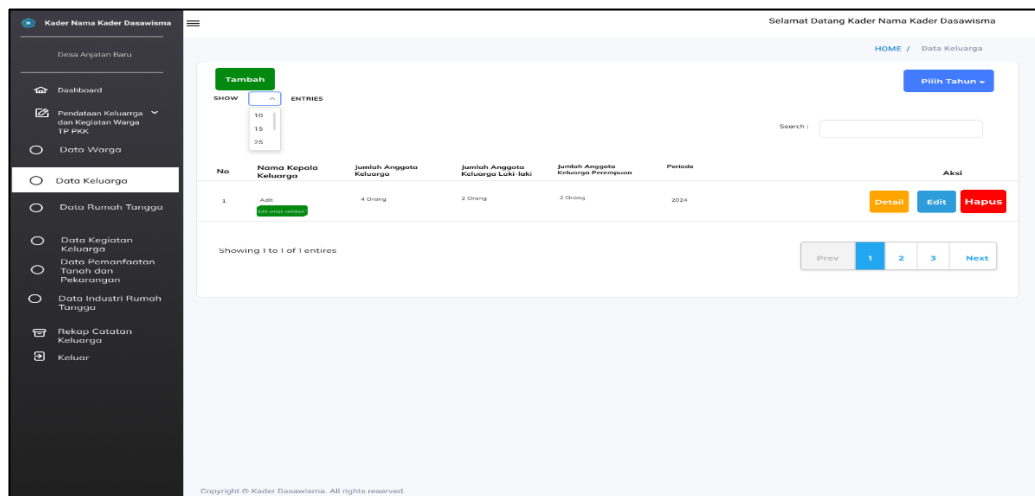 Kader Nama Kader Dasawisma
Selamat Datang Kader Nama Kader Dasawisma
Desa Anjatan Baru
HOME / Data Keluarga
Dashboard
Pendataan Keluarga
dan Kegiatan Warga
TP PKK
Data Warga
Data Keluarga
Data Rumah Tangga
Data Kegiatan
Keluarga
Data Pemanfaatan
Tanah dan
Pekarangan
Data Industri Rumah
Tangga
Rekap Catatan
Keluarga
Keluar
Tambah
Pilih Tahun
SHOW
ENTRIES
10
15
25
Search :
No
Nama Kepala
Keluarga
Jumlah Anggota
Keluarga
Jumlah Anggota
Keluarga Laki-laki
Jumlah Anggota
Keluarga Perempuan
Periode
Aksi
1
Adit
4 Orang
2 Orang
2 Orang
2024
Detail
Edit
Hapus
Showing 1 to 1 of 1 entires
Prev
1
2
3
Next
Copyright © Kader Dasawisma. All rights reserved.